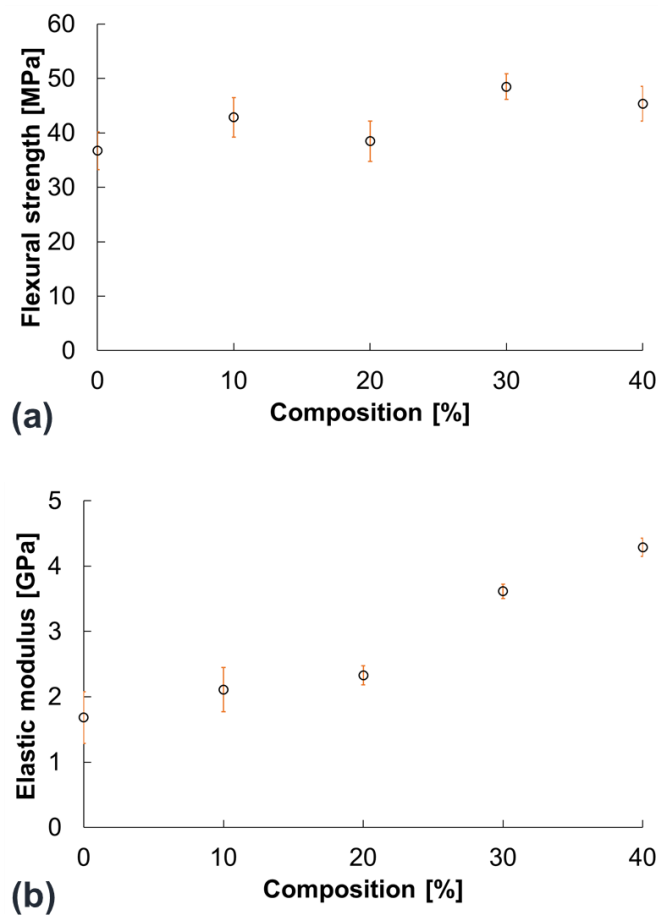 Flexural strength [MPa]
60
50
40
30
20
10
0
0 10 20 30 40
Composition [%]
(a)
Elastic modulus [GPa]
5
4
3
2
1
0
0 10 20 30 40
Composition [%]
(b)